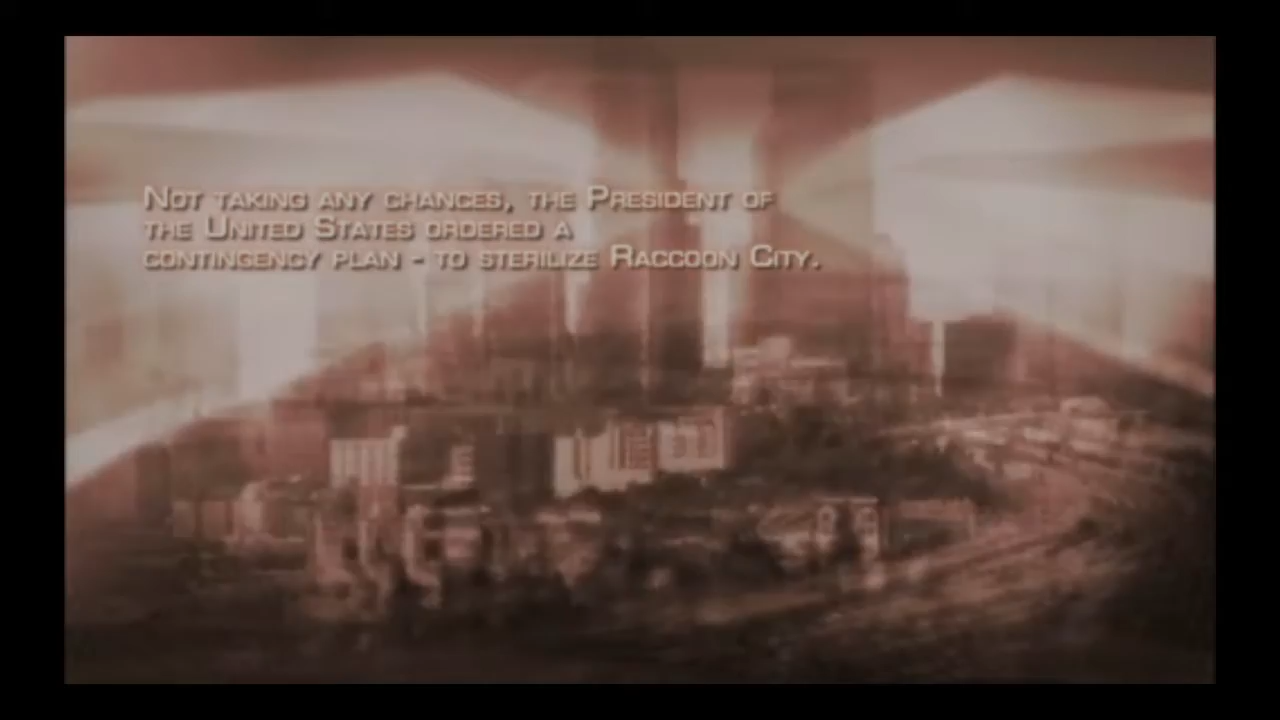 Not taking any chances, the President of
the United States ordered a
contingency plan - to sterilize Raccoon City.